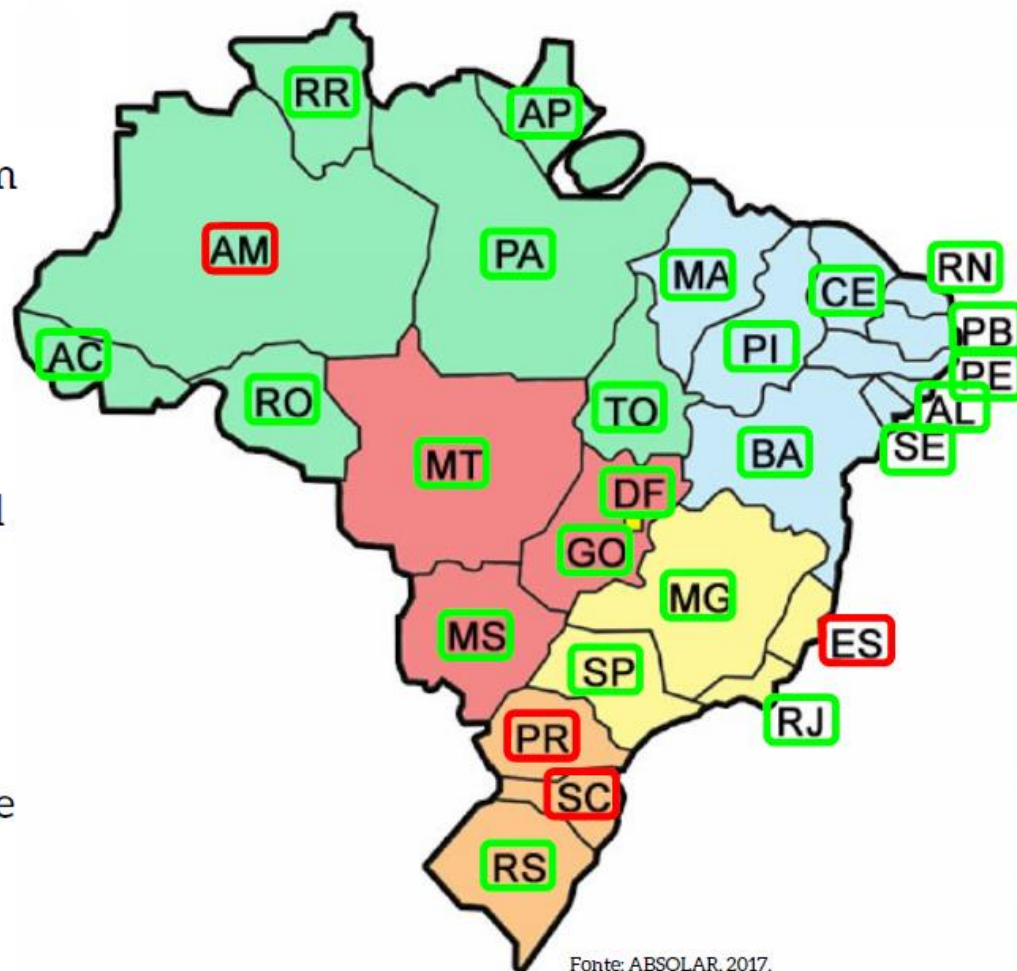 RR
AP
n
AM
PA
MA
CE
RN
PB
AC
PI
PE
RO
TO
AL
MT
BA
SE
DF
l
GO
MG
MS
ES
SP
RJ
PR
SC
e
RS
Fonte: ABSOLAR, 2017.